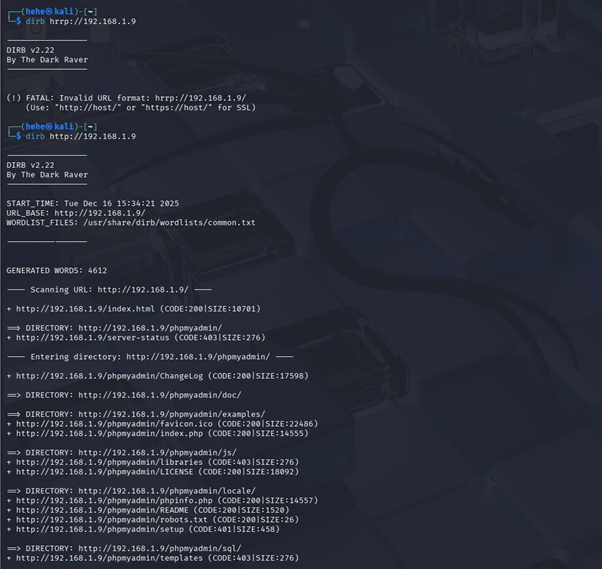 ┌──(hehe㉿kali)-[~]
└─$ dirb hrrp://192.168.1.9
-----------------
DIRB v2.22
By The Dark Raver
-----------------
(!) FATAL: Invalid URL format: hrrp://192.168.1.9/
(Use: "http://host/" or "https://host/" for SSL)
┌──(hehe㉿kali)-[~]
└─$ dirb http://192.168.1.9
-----------------
DIRB v2.22
By The Dark Raver
-----------------
START_TIME: Tue Dec 16 15:34:21 2025
URL_BASE: http://192.168.1.9/
WORDLIST_FILES: /usr/share/dirb/wordlists/common.txt
-----------------
GENERATED WORDS: 4612
---- Scanning URL: http://192.168.1.9/ ----
+ http://192.168.1.9/index.html (CODE:200|SIZE:10701)
==> DIRECTORY: http://192.168.1.9/phpmyadmin/
+ http://192.168.1.9/server-status (CODE:403|SIZE:276)
---- Entering directory: http://192.168.1.9/phpmyadmin/ ----
+ http://192.168.1.9/phpmyadmin/ChangeLog (CODE:200|SIZE:17598)
==> DIRECTORY: http://192.168.1.9/phpmyadmin/doc/
==> DIRECTORY: http://192.168.1.9/phpmyadmin/examples/
+ http://192.168.1.9/phpmyadmin/favicon.ico (CODE:200|SIZE:22486)
+ http://192.168.1.9/phpmyadmin/index.php (CODE:200|SIZE:14555)
==> DIRECTORY: http://192.168.1.9/phpmyadmin/js/
+ http://192.168.1.9/phpmyadmin/libraries (CODE:403|SIZE:276)
+ http://192.168.1.9/phpmyadmin/LICENSE (CODE:200|SIZE:18092)
==> DIRECTORY: http://192.168.1.9/phpmyadmin/locale/
+ http://192.168.1.9/phpmyadmin/phpinfo.php (CODE:200|SIZE:14557)
+ http://192.168.1.9/phpmyadmin/README (CODE:200|SIZE:1520)
+ http://192.168.1.9/phpmyadmin/robots.txt (CODE:200|SIZE:26)
+ http://192.168.1.9/phpmyadmin/setup (CODE:401|SIZE:458)
==> DIRECTORY: http://192.168.1.9/phpmyadmin/sql/
+ http://192.168.1.9/phpmyadmin/templates (CODE:403|SIZE:276)